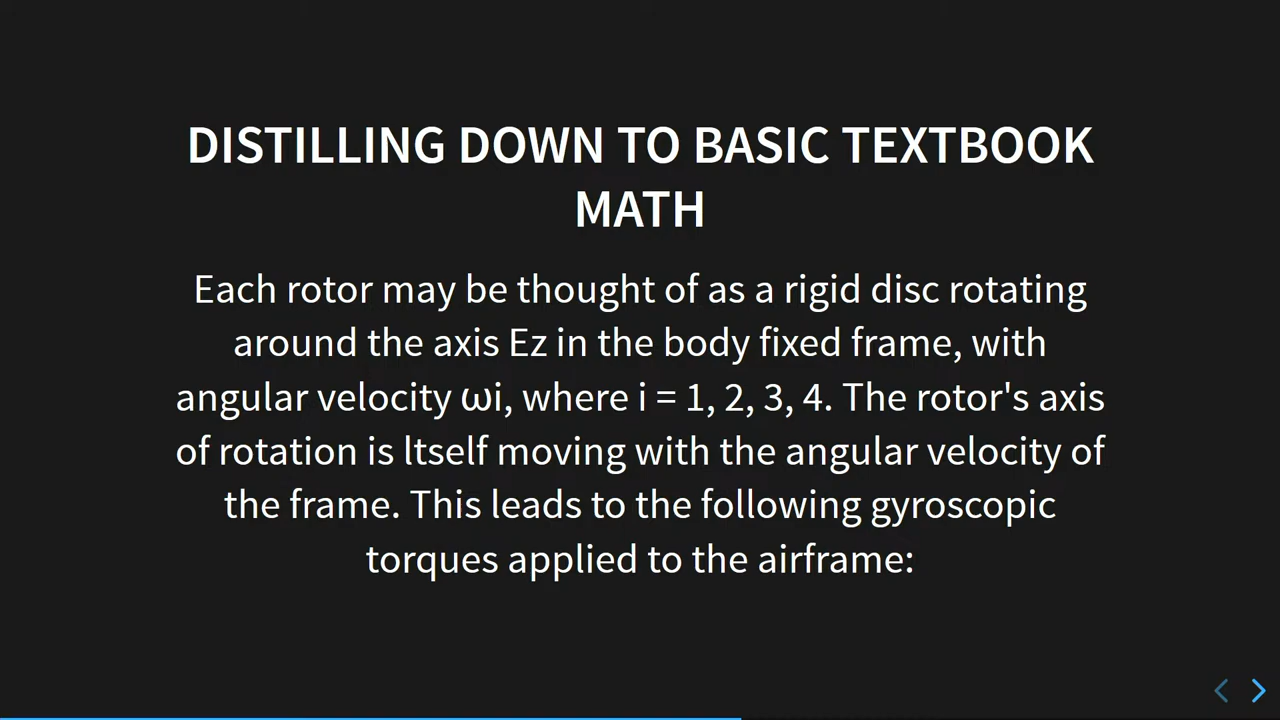 DISTILLING DOWN TO BASIC TEXTBOOK
MATH
Each rotor may be thought of as a rigid disc rotating
around the axis Ez in the body fixed frame, with
angular velocity ωi, where i = 1, 2, 3, 4. The rotor's axis
of rotation is ltself moving with the angular velocity of
the frame. This leads to the following gyroscopic
torques applied to the airframe: